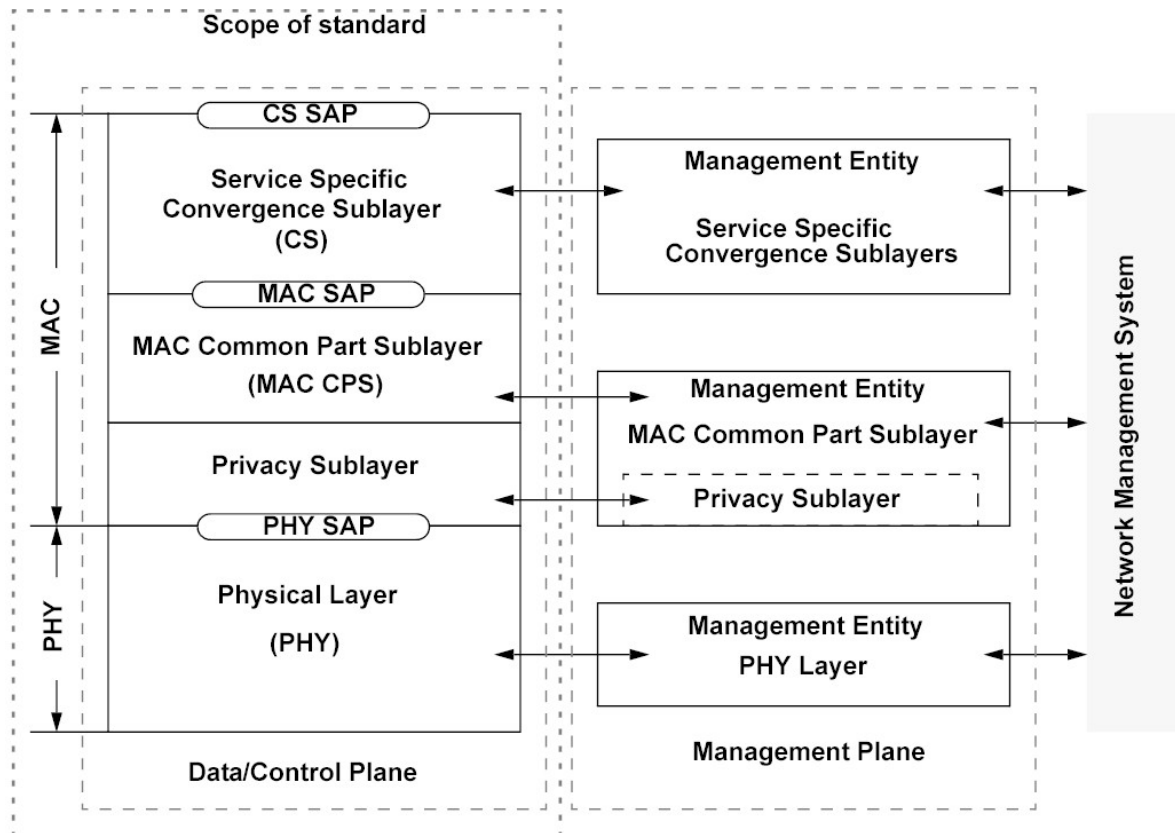 Scope of standard
CS SAP
Service Specific
Convergence Sublayer
(CS)
MAC SAP
MAC Common Part Sublayer
(MAC CPS)
Privacy Sublayer
PHY SAP
Physical Layer
(PHY)
Data/Control Plane
MAC
PHY
Management Entity
Service Specific
Convergence Sublayers
Management Entity
MAC Common Part Sublayer
Privacy Sublayer
Management Entity
PHY Layer
Management Plane
Network Management System